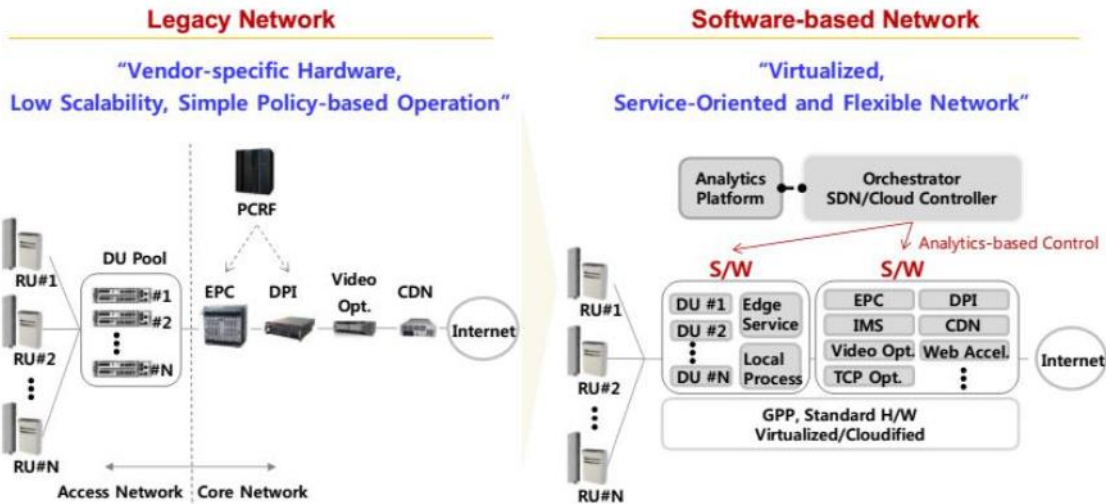 Legacy Network
"Vendor-specific Hardware,
Low Scalability, Simple Policy-based Operation"
PCRF
RU#1
RU#2
RU#N
DU Pool
#1
#2
#N
EPC
DPI
Video
Opt.
CDN
Internet
Access Network
Core Network
Software-based Network
"Virtualized,
Service-Oriented and Flexible Network"
Analytics
Platform
Orchestrator
SDN/Cloud Controller
Analytics-based Control
RU#1
RU#2
RU#N
S/W
DU #1
DU #2
DU #N
Edge
Service
Local
Process
S/W
EPC
DPI
IMS
CDN
Video Opt.
Web Accel.
TCP Opt.
Internet
GPP, Standard H/W
Virtualized/Cloudified